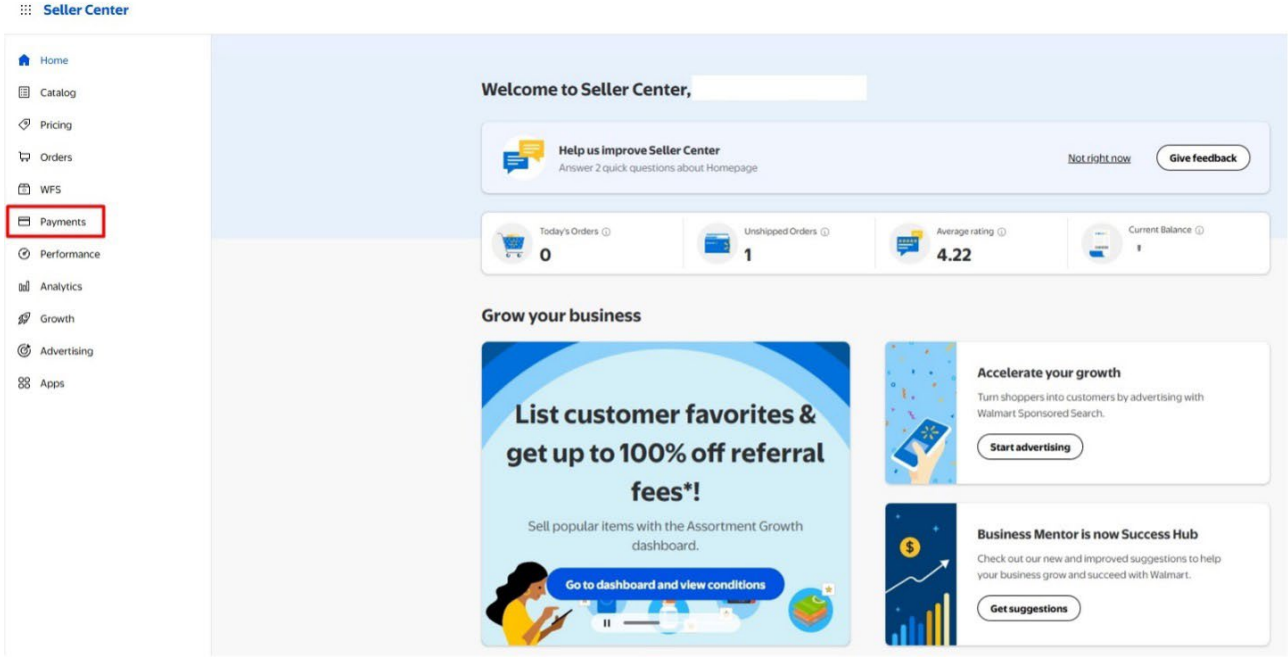 Seller Center
Home
Catalog
Pricing
Orders
WFS
Payments
Performance
Analytics
Growth
Advertising
Apps
Welcome to Seller Center,
Help us improve Seller Center
Answer 2 quick questions about Homepage
Not right now
Give feedback
Today's Orders
0
Unshipped Orders
1
Average rating
4.22
Current Balance
Grow your business
List customer favorites &
get up to 100% off referral
fees*!
Sell popular items with the Assortment Growth
dashboard.
Go to dashboard and view conditions
Accelerate your growth
Turn shoppers into customers by advertising with
Walmart Sponsored Search.
Start advertising
Business Mentor is now Success Hub
Check out our new and improved suggestions to help
your business grow and succeed with Walmart.
Get suggestions